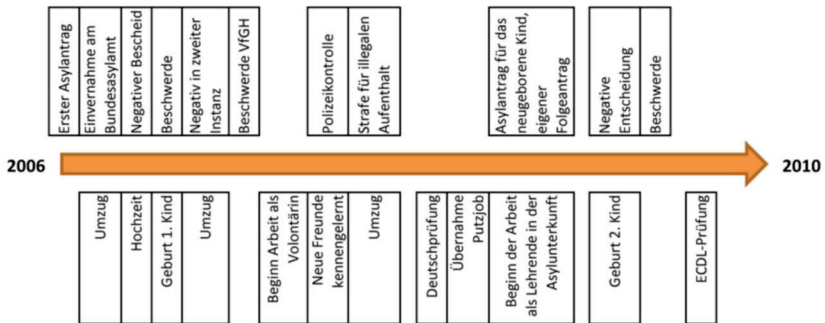 Erster Asylantrag
Einvernahme am
Bundesasylamt
Negativer Bescheid
Beschwerde
Negativ in zweiter
Instanz
Beschwerde VfGH
Polizeikontrolle
Strafe für illegalen
Aufenthalt
Asylantrag für das
neugeborene Kind,
eigener
Folgeantrag
Negative
Entscheidung
Beschwerde
2006
2010
Umzug
Hochzeit
Geburt 1. Kind
Umzug
Beginn Arbeit als
Volontärin
Neue Freunde
kennengelernt
Umzug
Deutschprüfung
Übernahme
Putzjob
Beginn der Arbeit
als Lehrende in der
Asylunterkunft
Geburt 2. Kind
ECDL-Prüfung